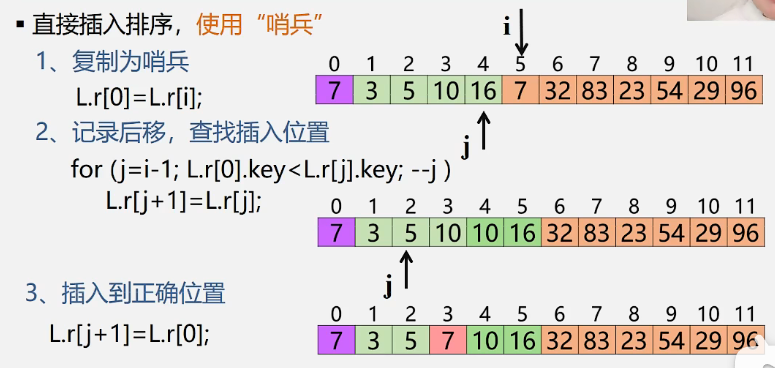 ▪ 直接插入排序，使用“哨兵”
i
1、复制为哨兵
0 1 2 3 4 5 6 7 8 9 10 11
7 3 5 10 16 7 32 83 23 54 29 96
L.r[0]=L.r[i];
2、记录后移，查找插入位置
j
for (j=i-1; L.r[0].key<L.r[j].key; --j )
L.r[j+1]=L.r[j];
0 1 2 3 4 5 6 7 8 9 10 11
7 3 5 10 10 16 32 83 23 54 29 96
j
3、插入到正确位置
0 1 2 3 4 5 6 7 8 9 10 11
L.r[j+1]=L.r[0];
7 3 5 7 10 16 32 83 23 54 29 96